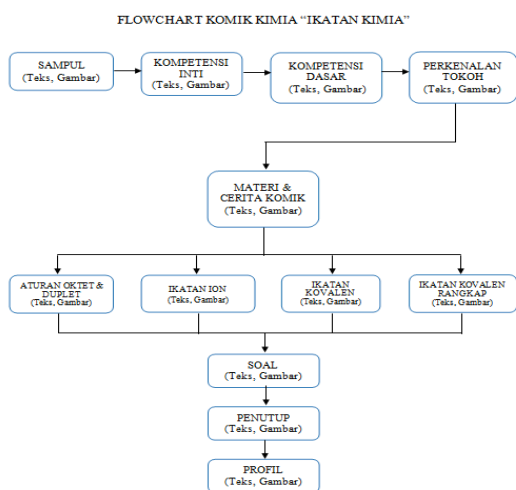 FLOWCHART KOMIK KIMIA “IKATAN KIMIA”
SAMPUL
(Teks, Gambar)
KOMPETENSI
INTI
(Teks, Gambar)
KOMPETENSI
DASAR
(Teks, Gambar)
PERKENALAN
TOKOH
(Teks, Gambar)
MATERI &
CERITA KOMIK
(Teks, Gambar)
ATURAN OKTET &
DUPLET
(Teks, Gambar)
IKATAN ION
(Teks, Gambar)
IKATAN
KOVALEN
(Teks, Gambar)
IKATAN KOVALEN
RANGKAP
(Teks, Gambar)
SOAL
(Teks, Gambar)
PENUTUP
(Teks, Gambar)
PROFIL
(Teks, Gambar)